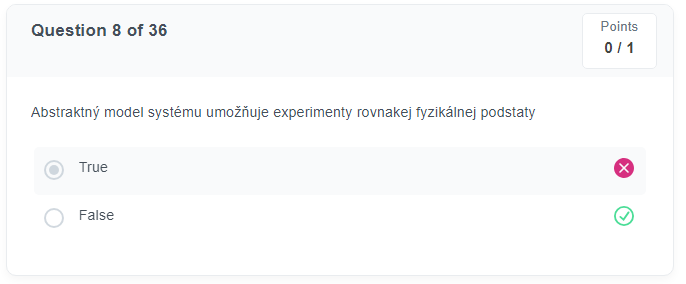 Question 8 of 36
Points
0 / 1
Abstraktný model systému umožňuje experimenty rovnakej fyzikálnej podstaty
True
False